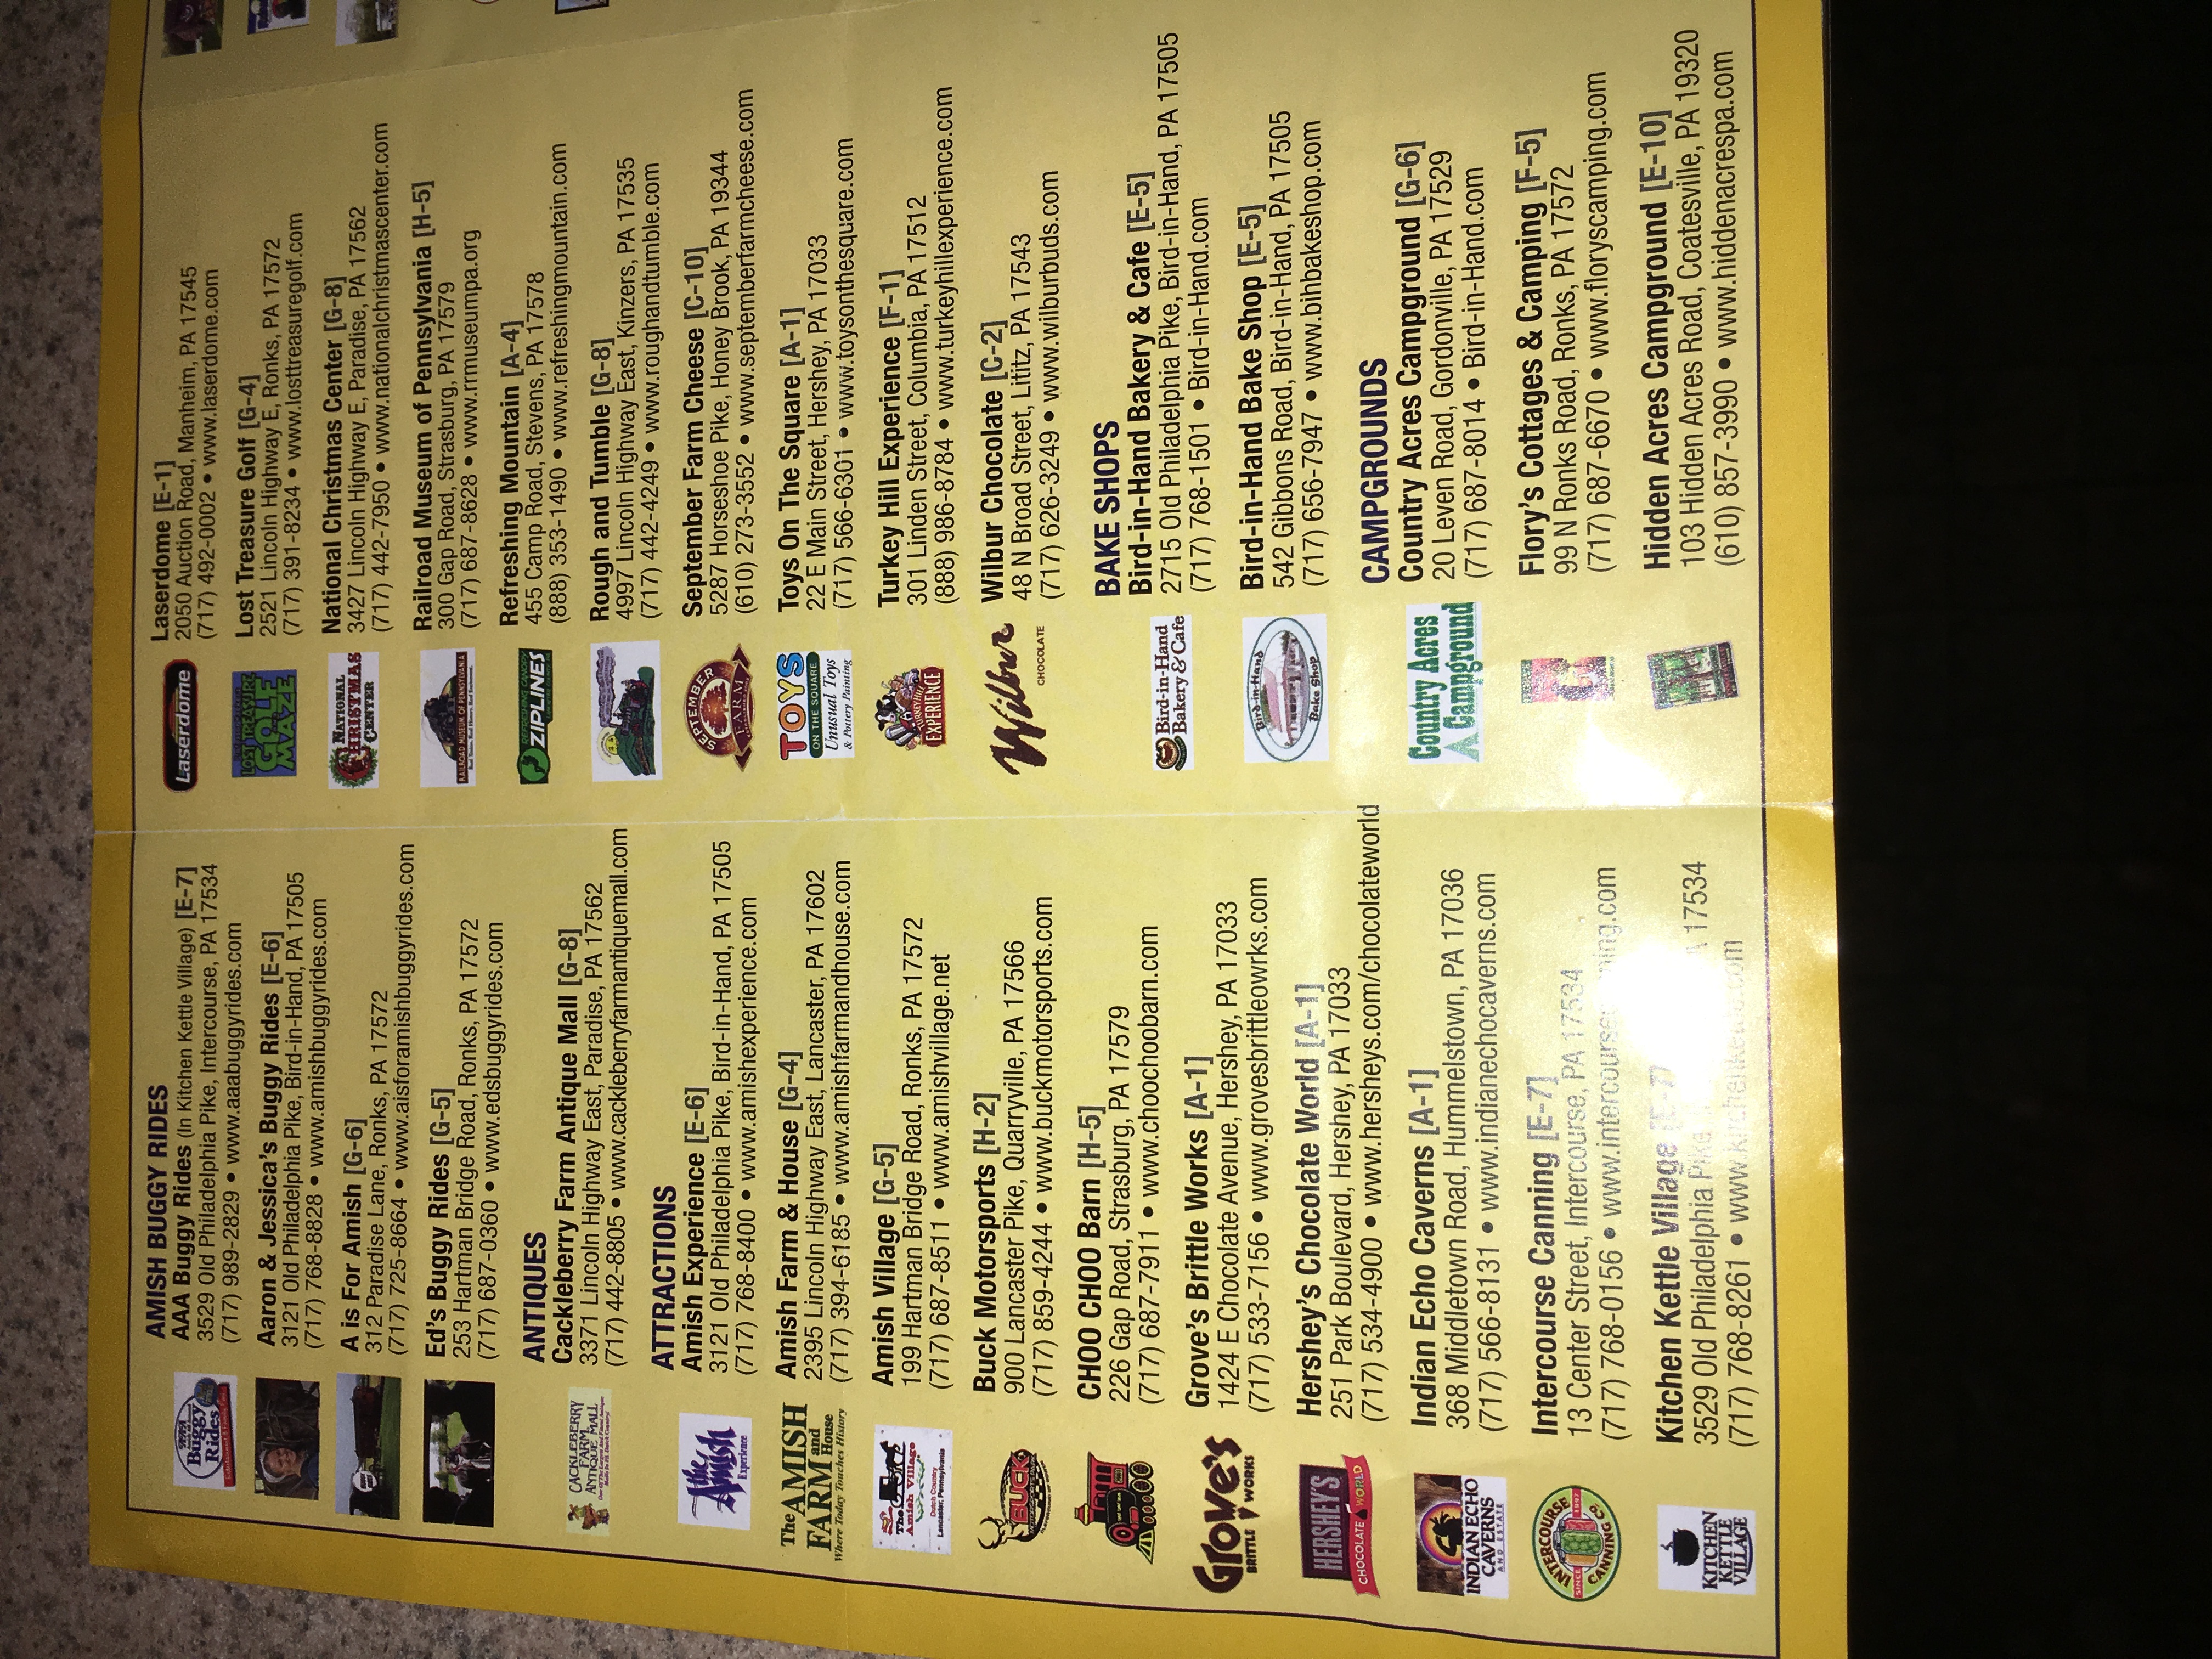 AMISH BUGGY RIDES
AAA
Buggy
Rides
AAA Buggy Rides (In Kitchen Kettle Village) [E-7]
3529 Old Philadelphia Pike, Intercourse, PA 17534
(717) 989-2829 • www.aaabuggyrides.com
Aaron & Jessica's Buggy Rides [E-6]
3121 Old Philadelphia Pike, Bird-in-Hand, PA 17505
(717) 768-8828 • www.amishbuggyrides.com
A is For Amish [G-6]
312 Paradise Lane, Ronks, PA 17572
(717) 725-8664 • www.aisforamishbuggyrides.com
Ed's Buggy Rides [G-5]
253 Hartman Bridge Road, Ronks, PA 17572
(717) 687-0360 • www.edsbuggyrides.com
ANTIQUES
CACKLEBERRY
FARM
ANTIQUE MALL
Cackleberry Farm Antique Mall [G-8]
3371 Lincoln Highway East, Paradise, PA 17562
(717) 442-8805 • www.cackleberryfarmantiquemall.com
ATTRACTIONS
the
Amish
Experience
Amish Experience [E-6]
3121 Old Philadelphia Pike, Bird-in-Hand, PA 17505
(717) 768-8400 • www.amishexperience.com
The AMISH
FARM and
House
Where Today Touches History
Amish Farm & House [G-4]
2395 Lincoln Highway East, Lancaster, PA 17602
(717) 394-6185 • www.amishfarmandhouse.com
The
Amish Village
Dutch Country
Lancaster, Pennsylvania
Amish Village [G-5]
199 Hartman Bridge Road, Ronks, PA 17572
(717) 687-8511 • www.amishvillage.net
BUCK
MOTORSPORTS PARK
Buck Motorsports [H-2]
900 Lancaster Pike, Quarryville, PA 17566
(717) 859-4244 • www.buckmotorsports.com
CHOO CHOO Barn [H-5]
226 Gap Road, Strasburg, PA 17579
(717) 687-7911 • www.choochoobarn.com
Grove's
BRITTLE WORKS
Grove's Brittle Works [A-1]
1424 E Chocolate Avenue, Hershey, PA 17033
(717) 533-7156 • www.grovesbrittleowrks.com
HERSHEY'S
CHOCOLATE WORLD
Hershey's Chocolate World [A-1]
251 Park Boulevard, Hershey, PA 17033
(717) 534-4900 • www.hersheys.com/chocolateworld
INDIAN ECHO
CAVERNS
AND ESTATE
Indian Echo Caverns [A-1]
368 Middletown Road, Hummelstown, PA 17036
(717) 566-8131 • www.indianechocaverns.com
INTERCOURSE
SINCE 1997
CANNING CO
Intercourse Canning [E-7]
13 Center Street, Intercourse, PA 17534
(717) 768-0156 •
KITCHEN
KETTLE
VILLAGE
Kitchen Kettle Village [E-7]
3529 Old Philadelphia Pike, 17534
(717) 768-8261 •
Laserdome
Laserdome [E-1]
2050 Auction Road, Manheim, PA 17545
(717) 492-0002 • www.laserdome.com
LOST TREASURE
GOLF
MAZE
Lost Treasure Golf [G-4]
2521 Lincoln Highway E, Ronks, PA 17572
(717) 391-8234 • www.losttreasuregolf.com
NATIONAL
CHRISTMAS
CENTER
National Christmas Center [G-8]
3427 Lincoln Highway E, Paradise, PA 17562
(717) 442-7950 • www.nationalchristmascenter.com
RAILROAD MUSEUM OF PENNSYLVANIA
Railroad Museum of Pennsylvania [H-5]
300 Gap Road, Strasburg, PA 17579
(717) 687-8628 • www.rrmuseumpa.org
REFRESHING CANOPY
ZIPLINES
Refreshing Mountain [A-4]
455 Camp Road, Stevens, PA 17578
(888) 353-1490 • www.refreshingmountain.com
Rough and Tumble [G-8]
4997 Lincoln Highway East, Kinzers, PA 17535
(717) 442-4249 • www.roughandtumble.com
SEPTEMBER
FARM
September Farm Cheese [C-10]
5287 Horseshoe Pike, Honey Brook, PA 19344
(610) 273-3552 • www.septemberfarmcheese.com
TOYS
ON THE SQUARE
Unusual Toys
& Pottery Painting
Toys On The Square [A-1]
22 E Main Street, Hershey, PA 17033
(717) 566-6301 • www.toysonthesquare.com
TURKEY HILL
EXPERIENCE
Turkey Hill Experience [F-1]
301 Linden Street, Columbia, PA 17512
(888) 986-8784 • www.turkeyhillexperience.com
Wilbur
CHOCOLATE
Wilbur Chocolate [C-2]
48 N Broad Street, Lititz, PA 17543
(717) 626-3249 • www.wilburbuds.com
BAKE SHOPS
Bird-in-Hand
Bakery & Cafe
Bird-in-Hand Bakery & Cafe [E-5]
2715 Old Philadelphia Pike, Bird-in-Hand, PA 17505
(717) 768-1501 • Bird-in-Hand.com
Bird-in-Hand
Bake Shop
Bird-in-Hand Bake Shop [E-5]
542 Gibbons Road, Bird-in-Hand, PA 17505
(717) 656-7947 • www.bihbakeshop.com
CAMPGROUNDS
Country Acres
Campground
Country Acres Campground [G-6]
20 Leven Road, Gordonville, PA 17529
(717) 687-8014 • Bird-in-Hand.com
Flory's Cottages & Camping [F-5]
99 N Ronks Road, Ronks, PA 17572
(717) 687-6670 • www.floryscamping.com
Hidden Acres Campground [E-10]
103 Hidden Acres Road, Coatesville, PA 19320
(610) 857-3990 • www.hiddenacrespa.com